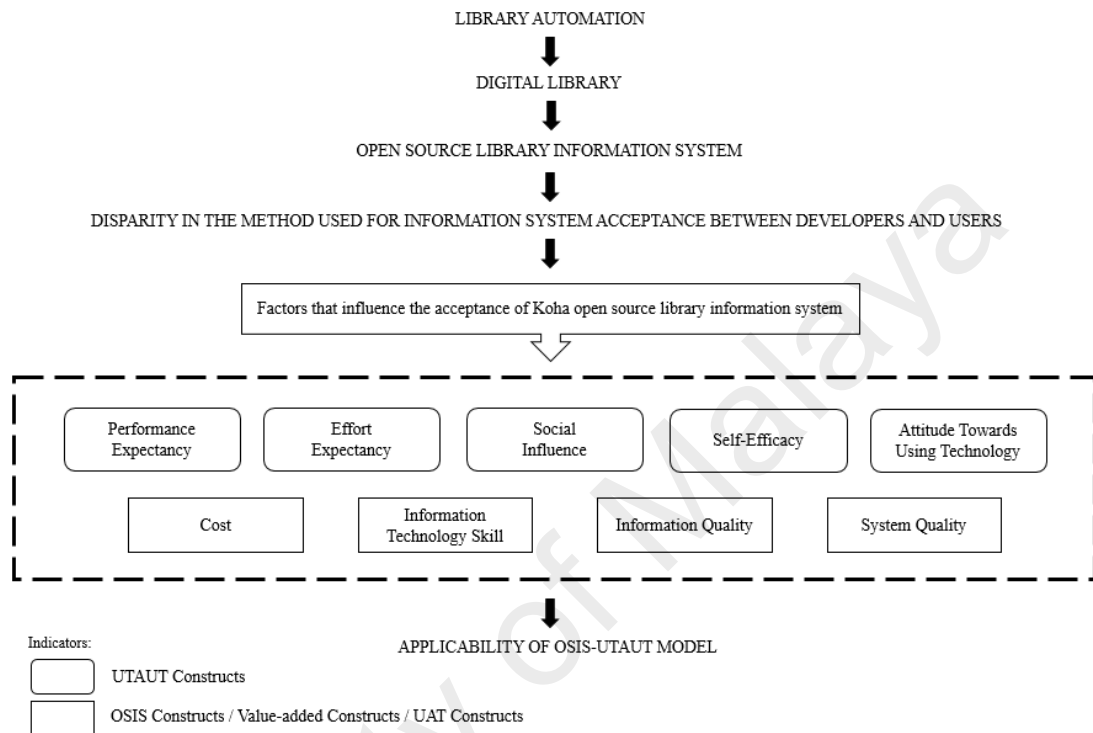 LIBRARY AUTOMATION
DIGITAL LIBRARY
OPEN SOURCE LIBRARY INFORMATION SYSTEM
DISPARITY IN THE METHOD USED FOR INFORMATION SYSTEM ACCEPTANCE BETWEEN DEVELOPERS AND USERS
Factors that influence the acceptance of Koha open source library information system
Performance
Expectancy
Effort
Expectancy
Social
Influence
Self-Efficacy
Attitude Towards
Using Technology
Cost
Information
Technology Skill
Information Quality
System Quality
APPLICABILITY OF OSIS-UTAUT MODEL
Indicators:
UTAUT Constructs
OSIS Constructs / Value-added Constructs / UAT Constructs
y of Malaya